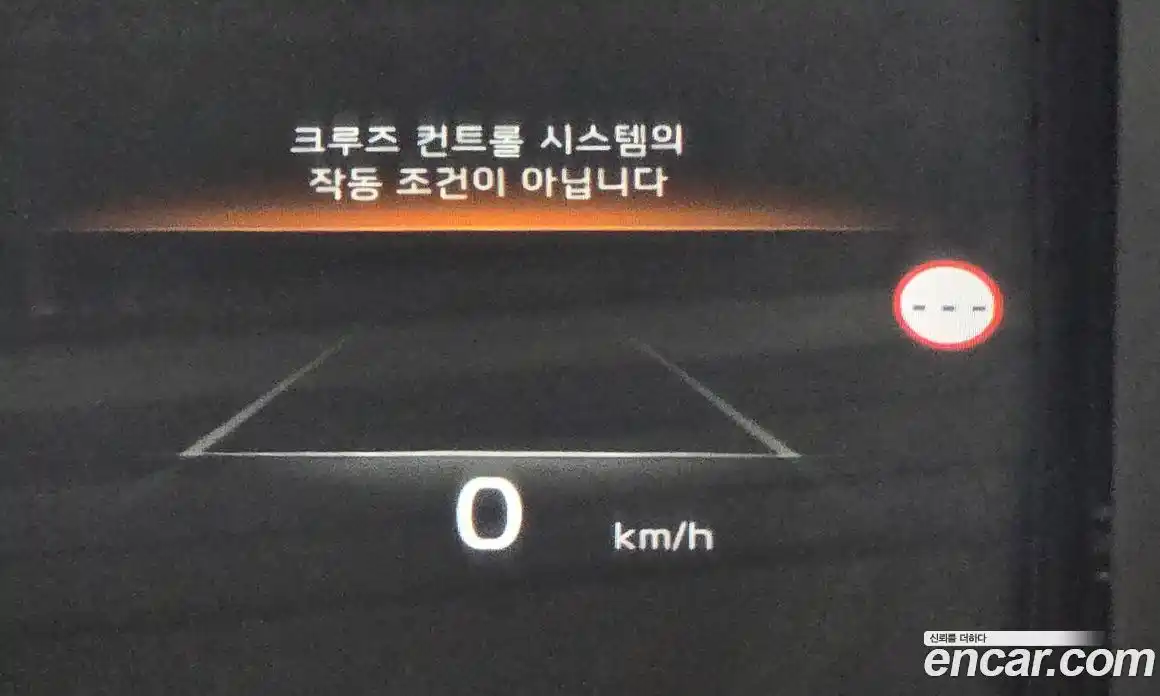 크루즈 컨트롤 시스템의
작동 조건이 아닙니다
---
0 km/h
신뢰를 더하다
encar.com